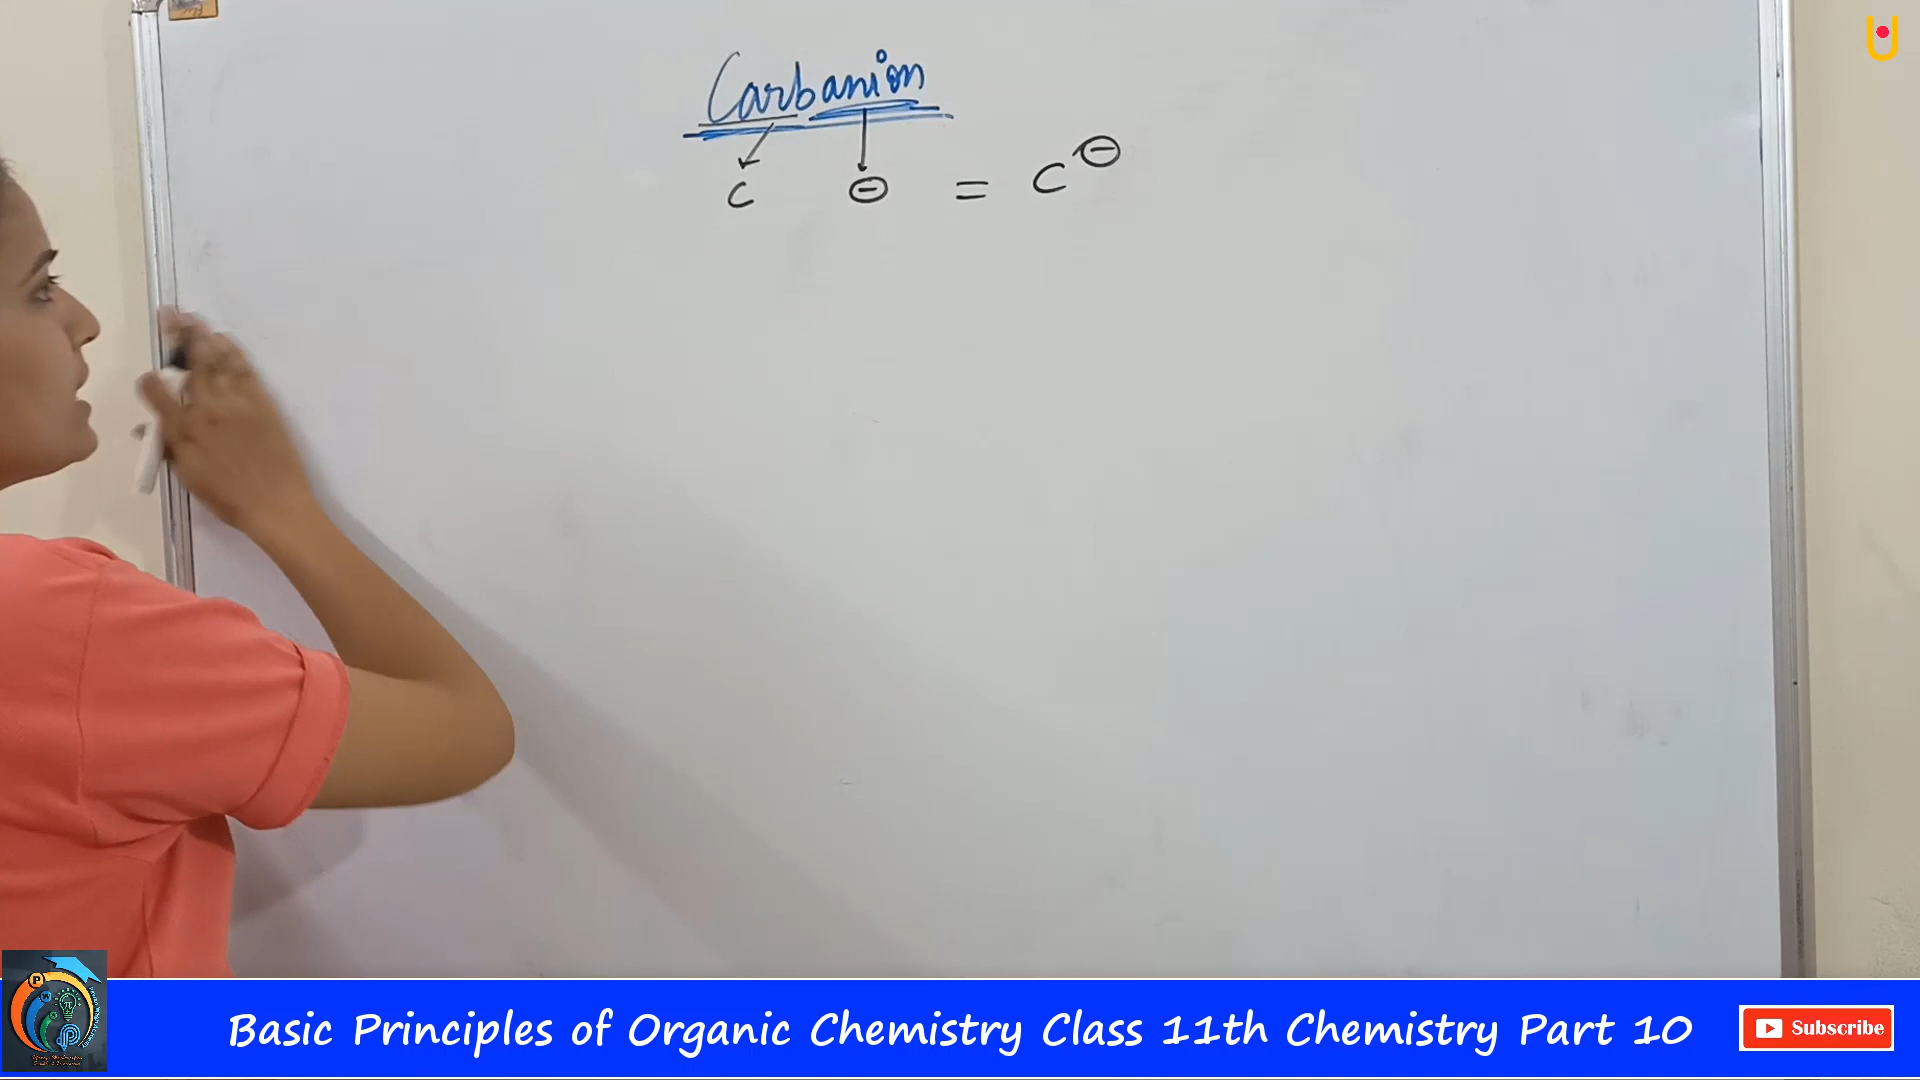 Carbanion
C ⊖ = C⊖
Basic Principles of Organic Chemistry Class 11th Chemistry Part 10
Subscribe